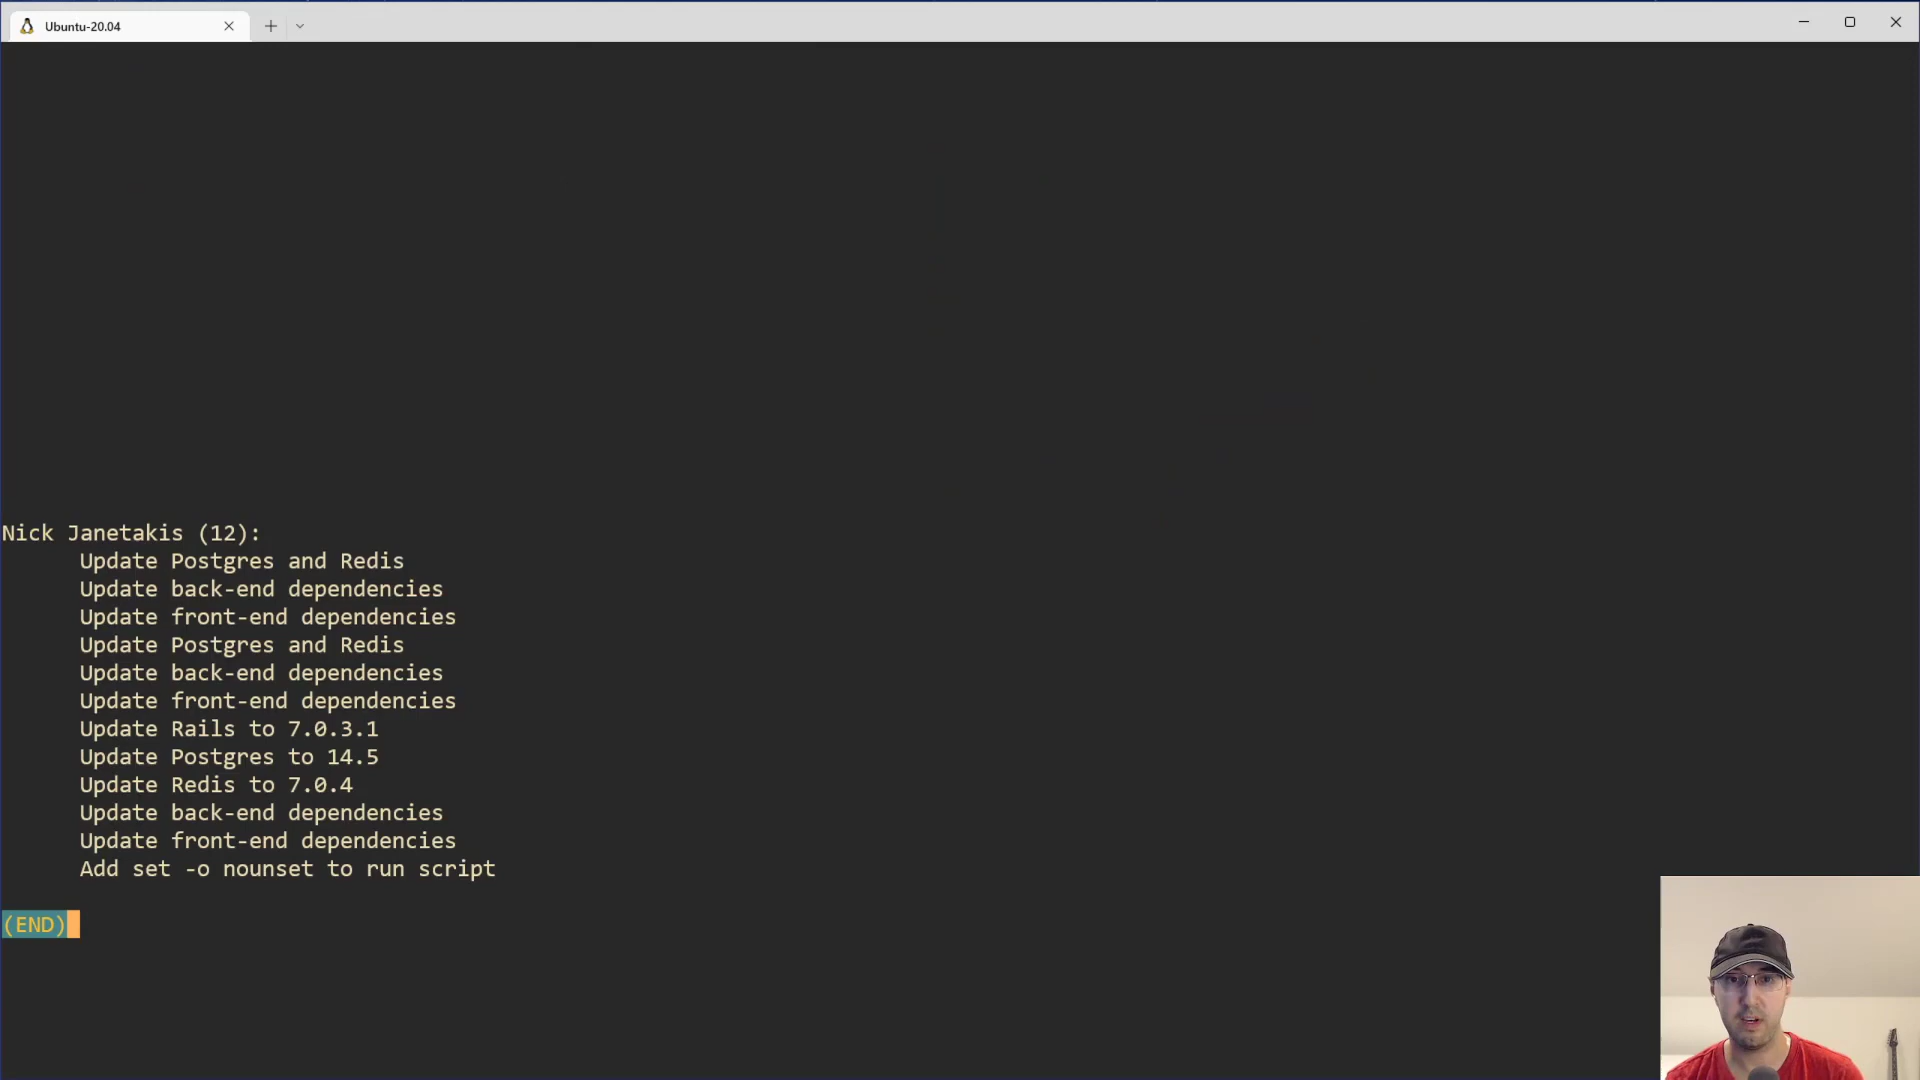 Ubuntu-20.04
Nick Janetakis (12):
Update Postgres and Redis
Update back-end dependencies
Update front-end dependencies
Update Postgres and Redis
Update back-end dependencies
Update front-end dependencies
Update Rails to 7.0.3.1
Update Postgres to 14.5
Update Redis to 7.0.4
Update back-end dependencies
Update front-end dependencies
Add set -o nounset to run script
(END)